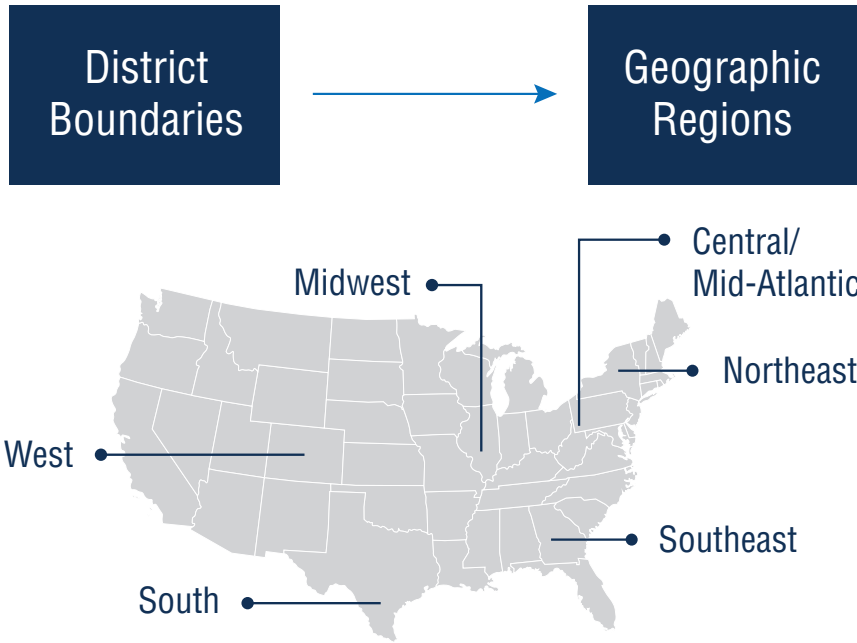 District
Boundaries
Geographic
Regions
Central/
Mid-Atlantic
Midwest
Northeast
West
Southeast
South